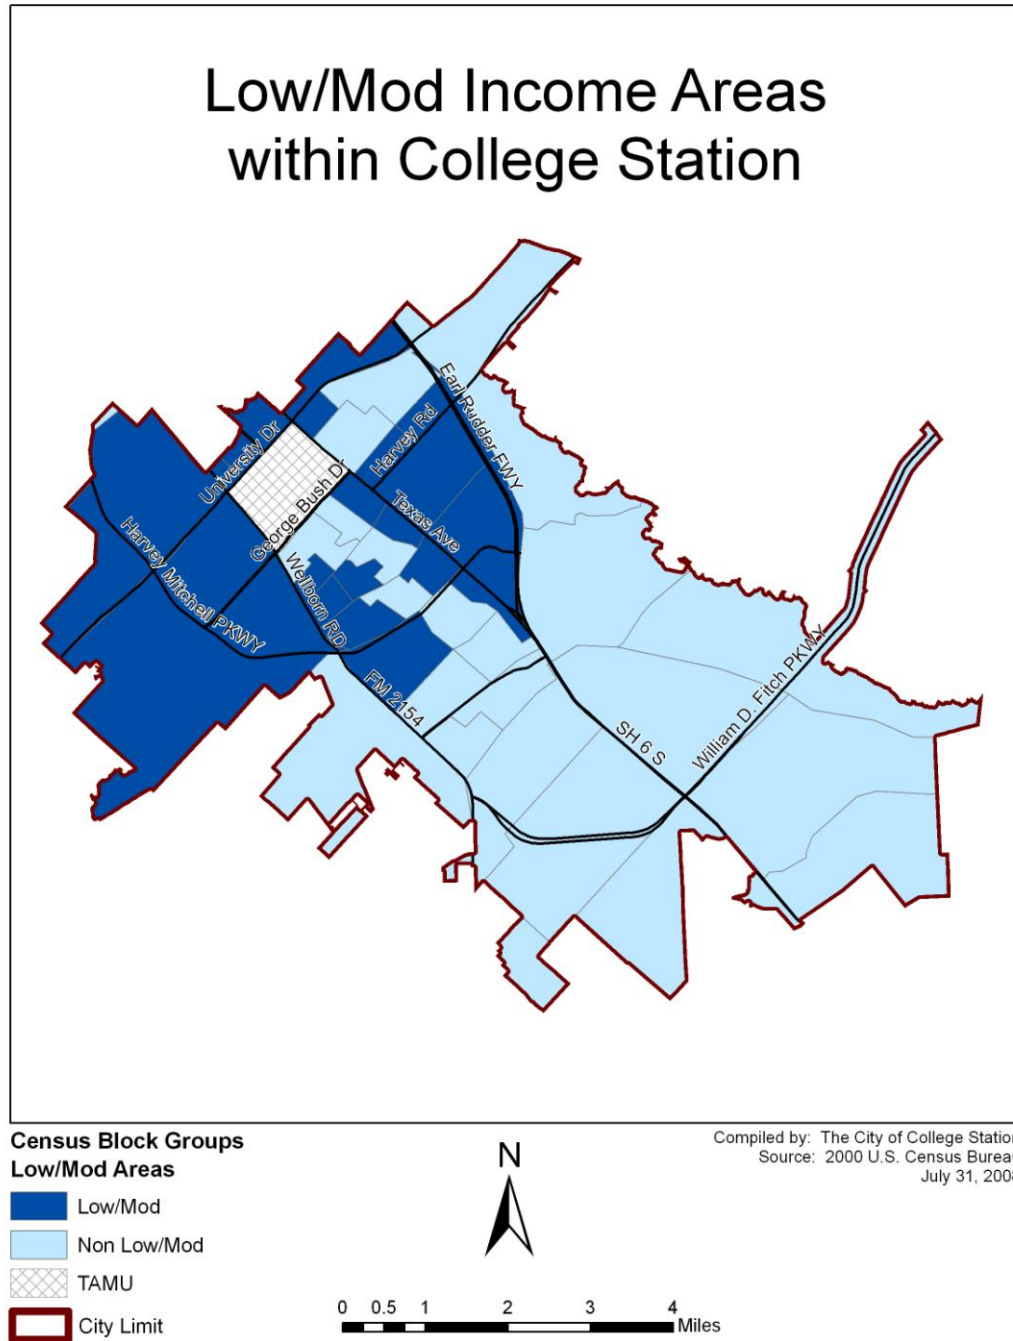 Low/Mod Income Areas
within College Station
Earl Rudder FWY
Harvey Rd
University Dr
George Bush Dr
Texas Ave
Harvey Mitchell PKWY
Wellborn RD
FM 2154
William D. Fitch PKWY
SH 6 S
Census Block Groups
Low/Mod Areas
Low/Mod
Non Low/Mod
TAMU
City Limit
N
0 0.5 1 2 3 4
Miles
Compiled by: The City of College Station
Source: 2000 U.S. Census Bureau
July 31, 2008